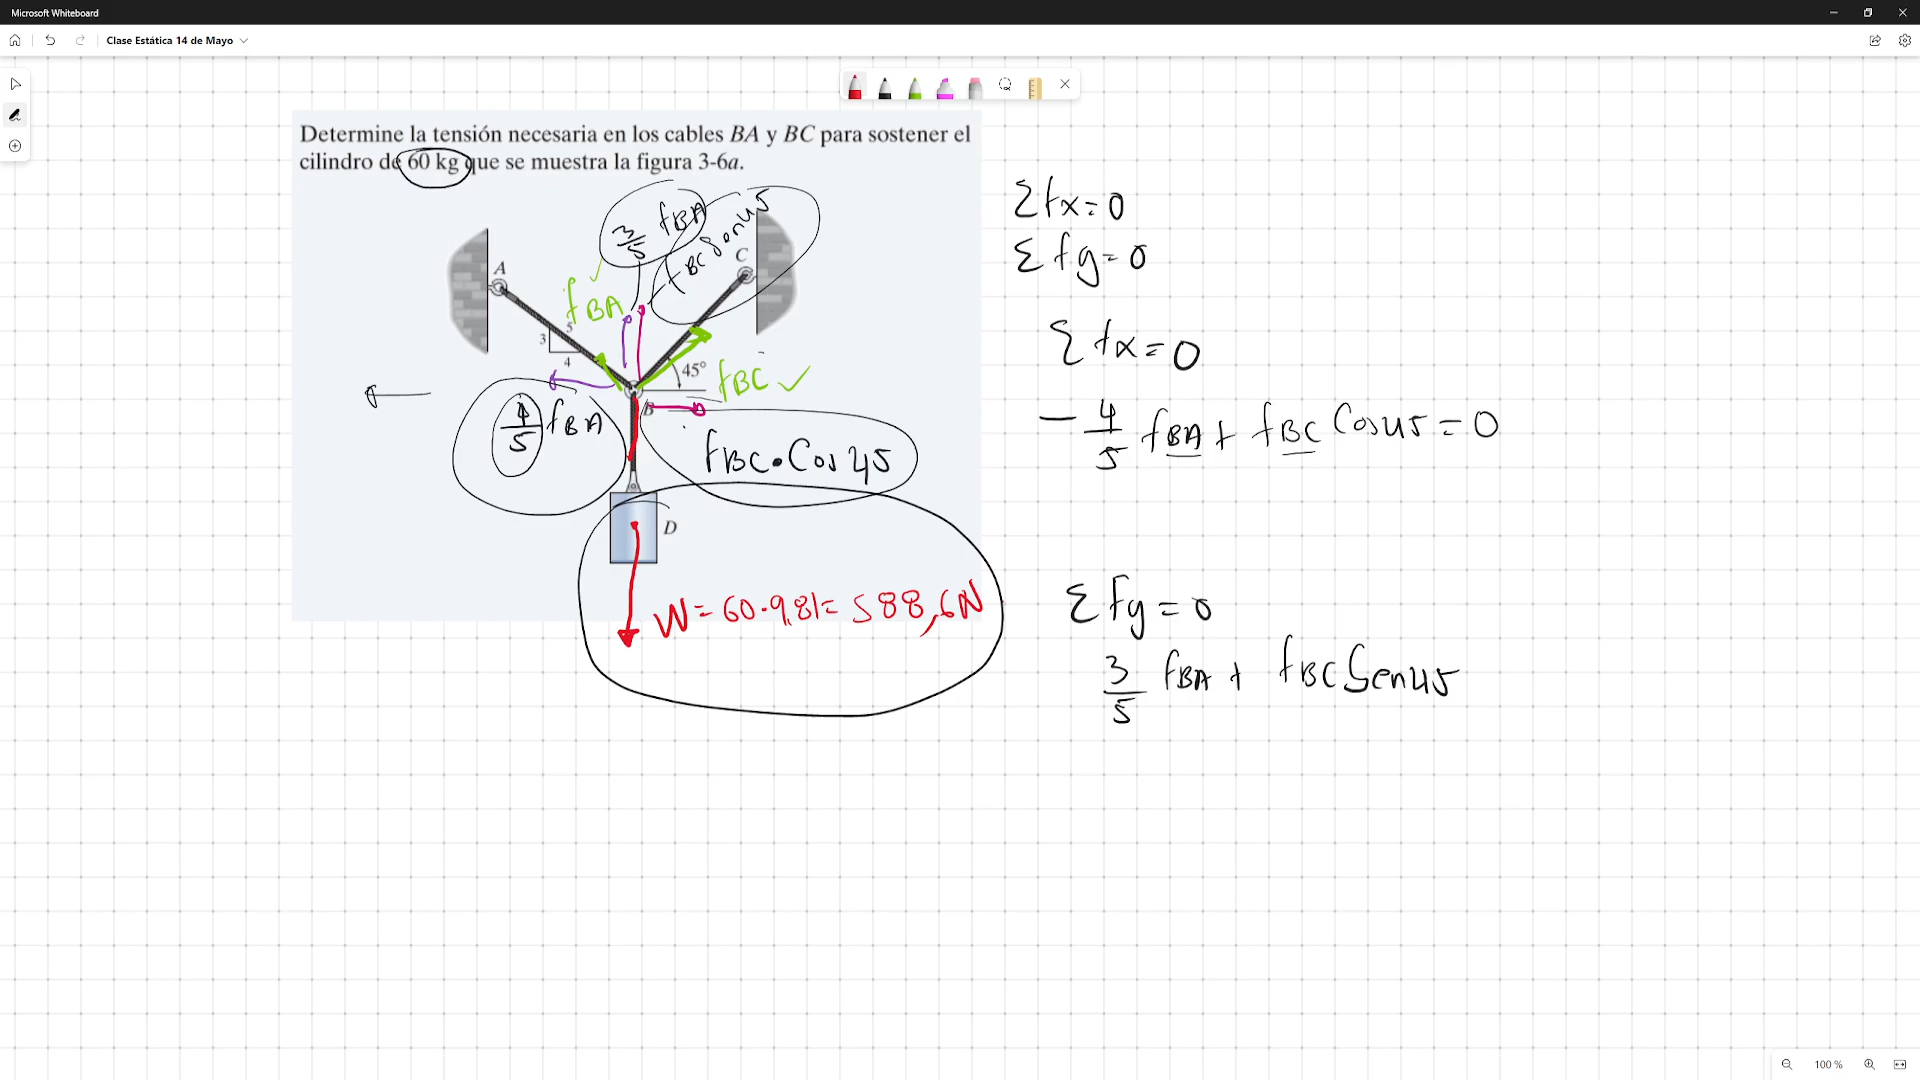 Microsoft Whiteboard
Clase Estática 14 de Mayo
Determine la tensión necesaria en los cables BA y BC para sostener el
cilindro de 60 kg que se muestra la figura 3-6a.
3/5 fBA
fBC Sen45
C
A
fBA
5
3
4
45°
fBC ✓
B
4/5 fBA
fBC • Cos 45
D
W = 60 · 9,81 = 588,6N
Σfx=0
Σfy=0
Σfx=0
- 4/5 fBA + fBC Cos45 = 0
Σfy=0
3/5 fBA + fBC Sen45
100 %